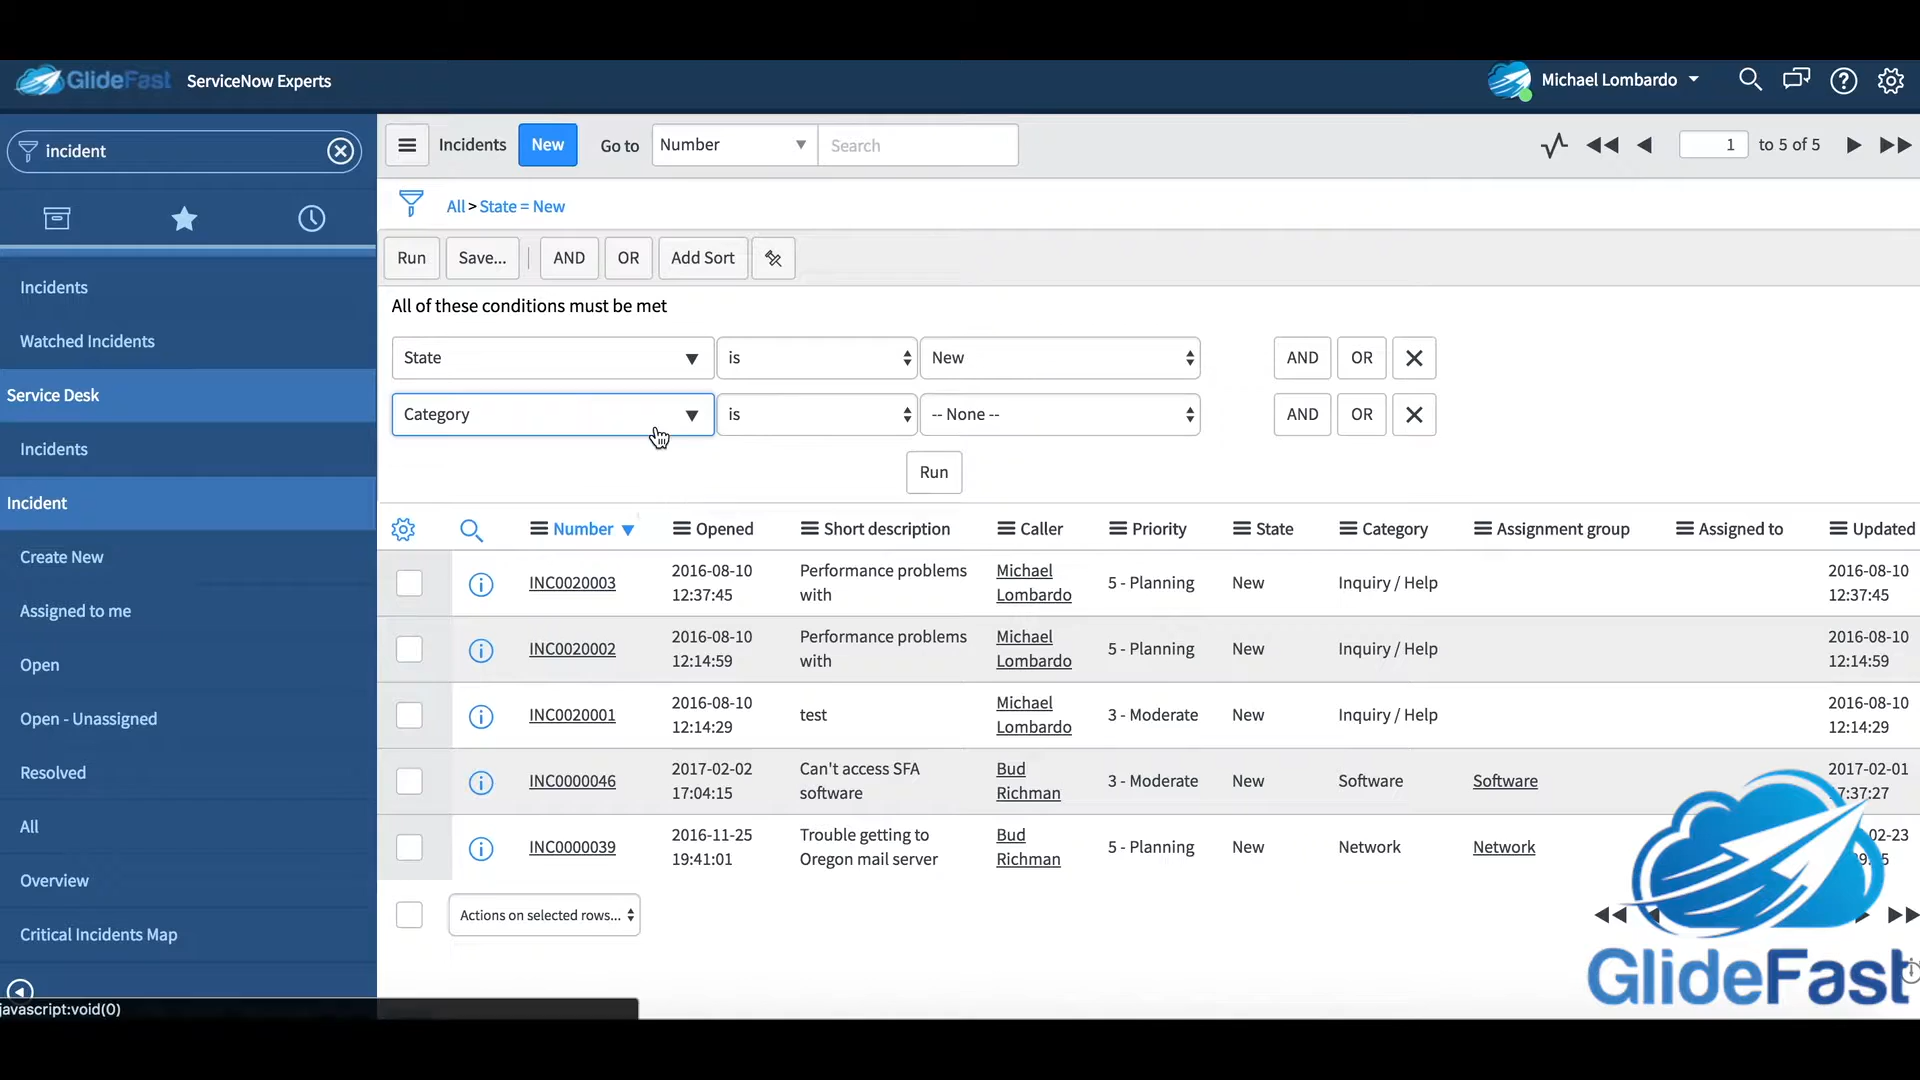 GlideFast ServiceNow Experts
Michael Lombardo
incident
Incidents New Go to Number Search
1 to 5 of 5
All > State = New
Run Save... AND OR Add Sort
All of these conditions must be met
State is New AND OR
Category is -- None -- AND OR
Run
Incidents
Watched Incidents
Service Desk
Incidents
Incident
Create New
Assigned to me
Open
Open - Unassigned
Resolved
All
Overview
Critical Incidents Map
javascript:void(0)
Number Opened Short description Caller Priority State Category Assignment group Assigned to Updated
INC0020003 2016-08-10 12:37:45 Performance problems with Michael Lombardo 5 - Planning New Inquiry / Help 2016-08-10 12:37:45
INC0020002 2016-08-10 12:14:59 Performance problems with Michael Lombardo 5 - Planning New Inquiry / Help 2016-08-10 12:14:59
INC0020001 2016-08-10 12:14:29 test Michael Lombardo 3 - Moderate New Inquiry / Help 2016-08-10 12:14:29
INC0000046 2017-02-02 17:04:15 Can't access SFA software Bud Richman 3 - Moderate New Software Software 2017-02-01
INC0000039 2016-11-25 19:41:01 Trouble getting to Oregon mail server Bud Richman 5 - Planning New Network Network
Actions on selected rows...
GlideFast